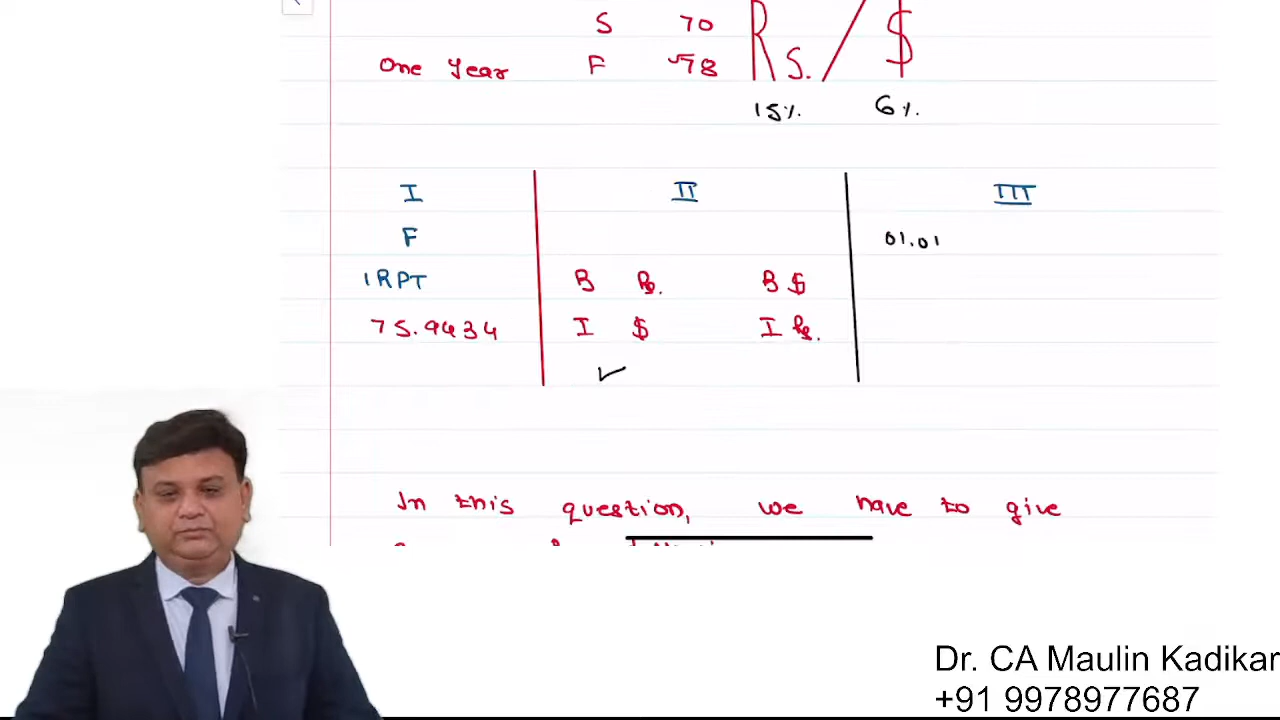 S 70 Rs. / $
One Year F 78
15% 6%
I II III
F 01.01
IRPT B Rs. B $
75.9434 I $ I Rs.
✓
In this question, we have to give
Dr. CA Maulin Kadikar
+91 9978977687